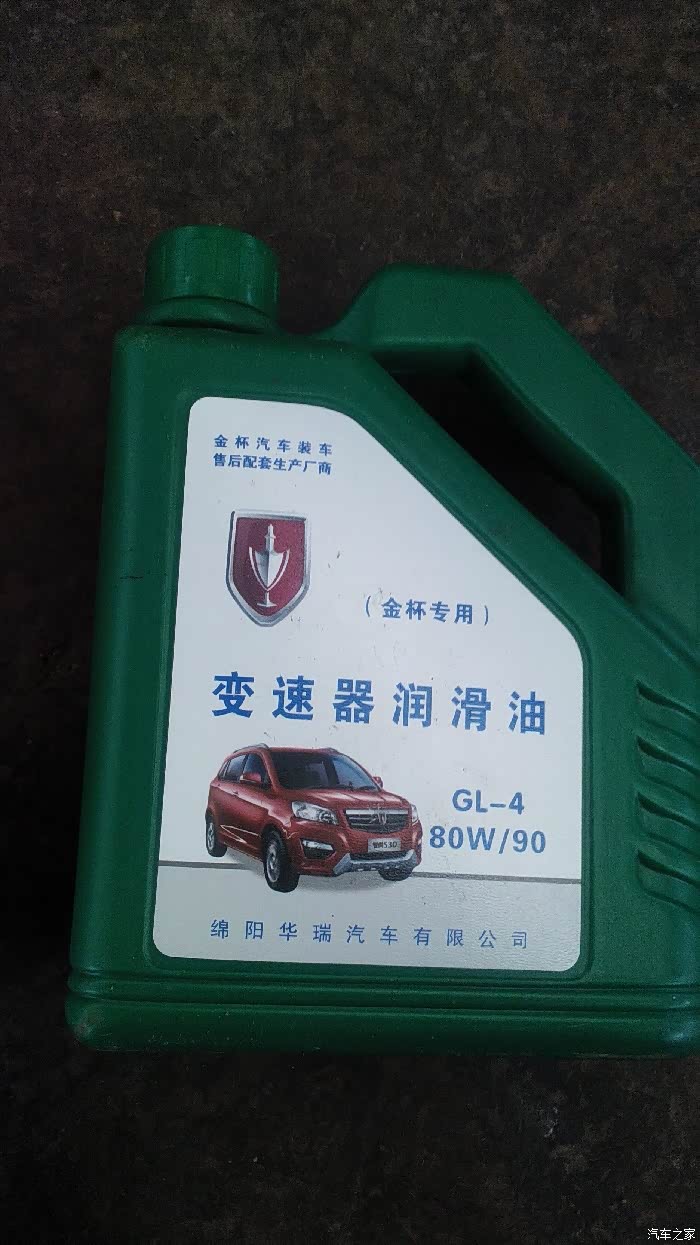 金杯汽车装车
售后配套生产厂商
（金杯专用）
变速器润滑油
GL-4
80W/90
绵阳华瑞汽车有限公司
汽车之家